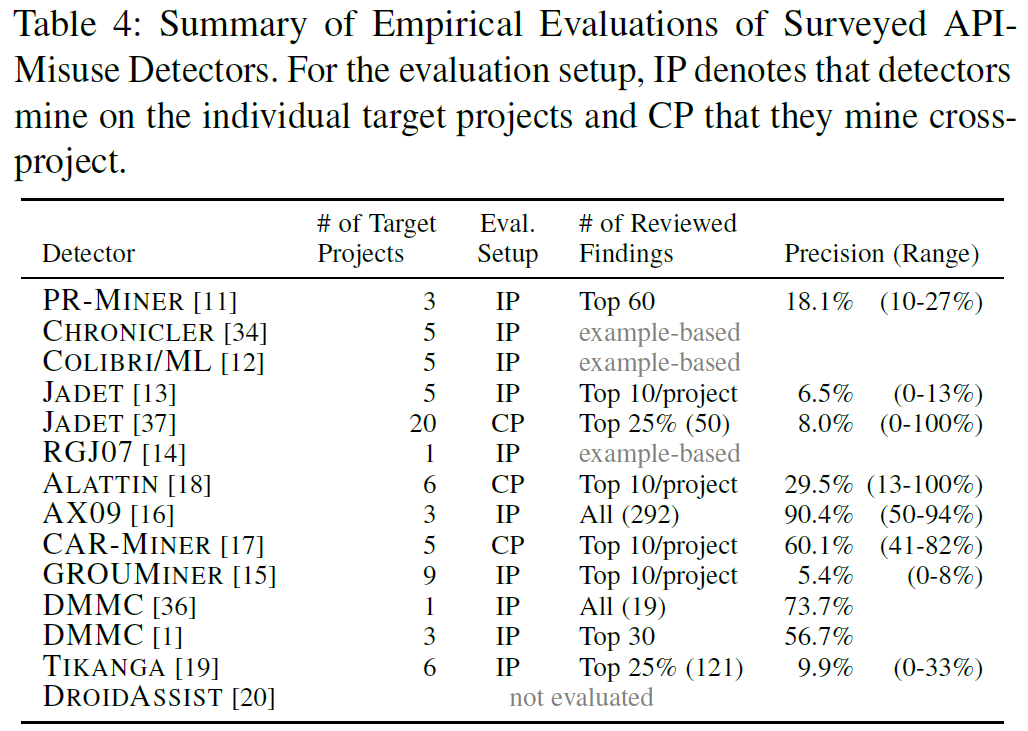 Table 4: Summary of Empirical Evaluations of Surveyed API-
Misuse Detectors. For the evaluation setup, IP denotes that detectors
mine on the individual target projects and CP that they mine cross-
project.
# of Target Eval. # of Reviewed
Detector Projects Setup Findings Precision (Range)
PR-MINER [11] 3 IP Top 60 18.1% (10-27%)
CHRONICLER [34] 5 IP example-based
COLIBRI/ML [12] 5 IP example-based
JADET [13] 5 IP Top 10/project 6.5% (0-13%)
JADET [37] 20 CP Top 25% (50) 8.0% (0-100%)
RGJ07 [14] 1 IP example-based
ALATTIN [18] 6 CP Top 10/project 29.5% (13-100%)
AX09 [16] 3 IP All (292) 90.4% (50-94%)
CAR-MINER [17] 5 CP Top 10/project 60.1% (41-82%)
GROUMINER [15] 9 IP Top 10/project 5.4% (0-8%)
DMMC [36] 1 IP All (19) 73.7%
DMMC [1] 3 IP Top 30 56.7%
TIKANGA [19] 6 IP Top 25% (121) 9.9% (0-33%)
DROIDASSIST [20] not evaluated